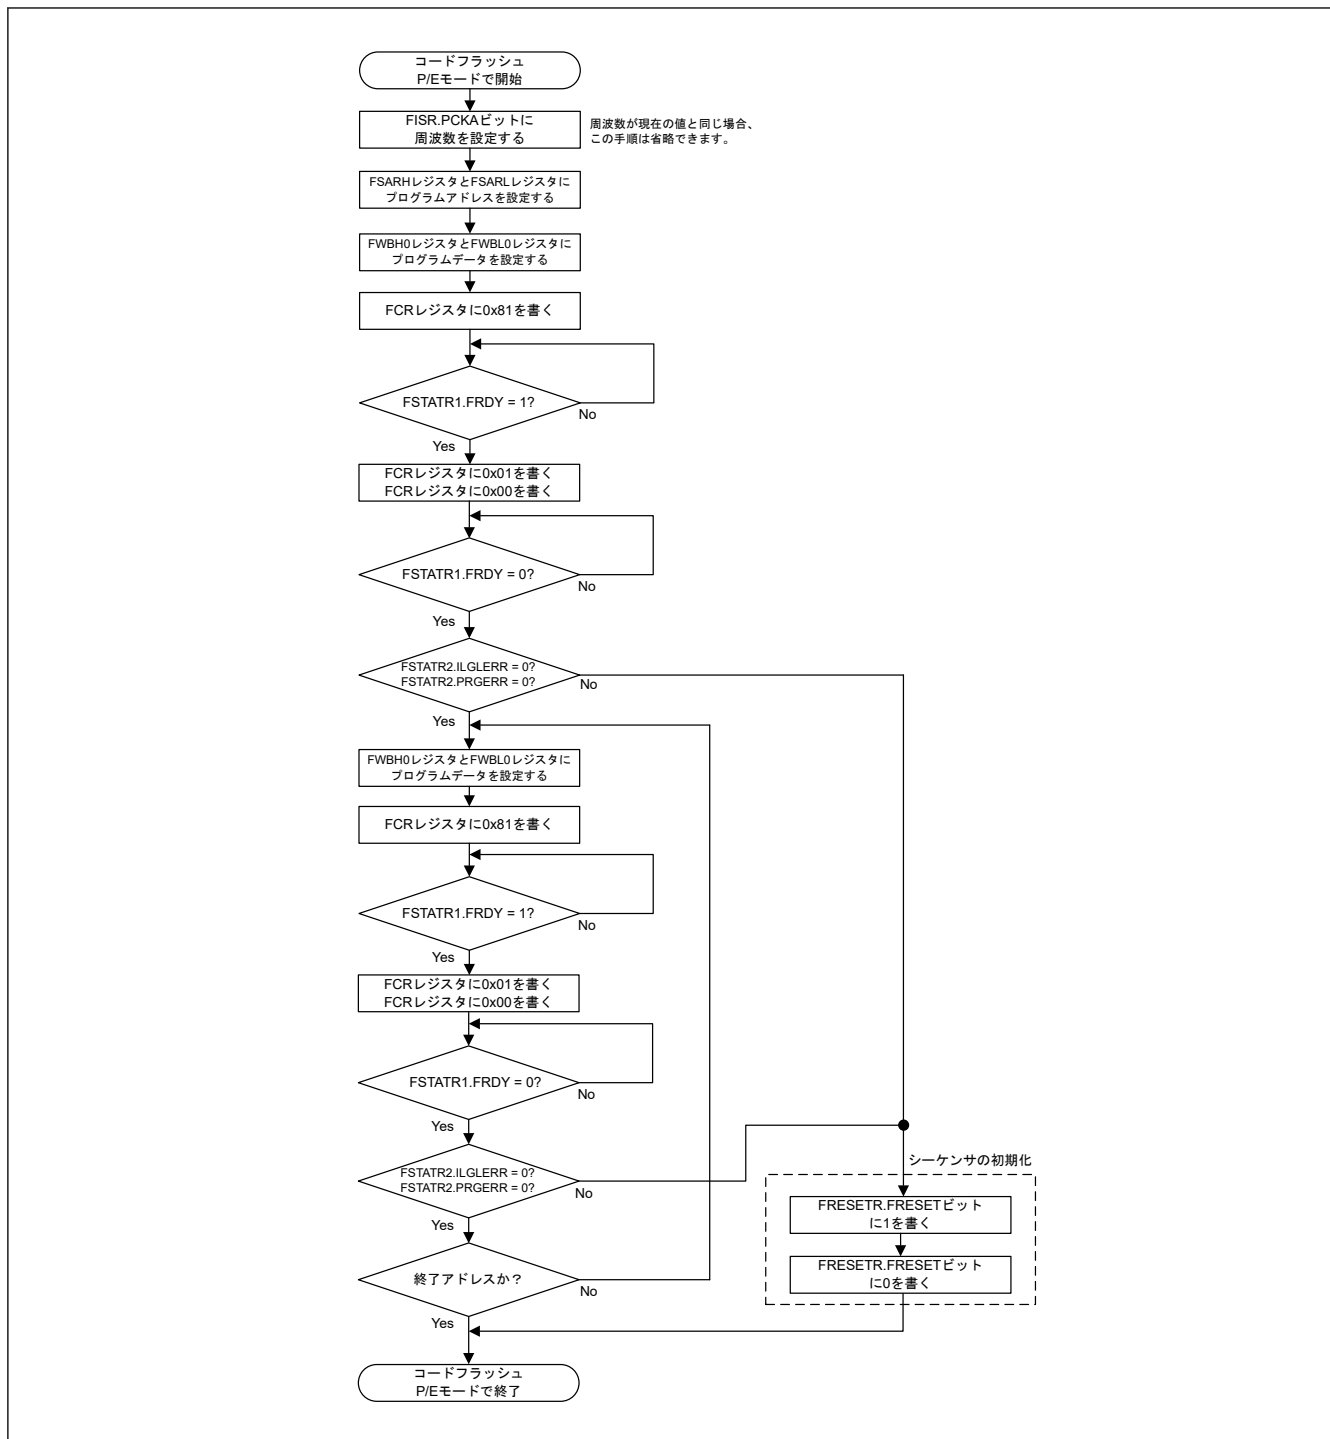 コードフラッシュ
P/Eモードで開始
FISR.PCKAビットに
周波数を設定する
周波数が現在の値と同じ場合、
この手順は省略できます。
FSARHレジスタとFSARLレジスタに
プログラムアドレスを設定する
FWBH0レジスタとFWBL0レジスタに
プログラムデータを設定する
FCRレジスタに0x81を書く
FSTATR1.FRDY = 1?
No
Yes
FCRレジスタに0x01を書く
FCRレジスタに0x00を書く
FSTATR1.FRDY = 0?
No
Yes
FSTATR2.ILGLERR = 0?
FSTATR2.PRGERR = 0?
No
Yes
FWBH0レジスタとFWBL0レジスタに
プログラムデータを設定する
FCRレジスタに0x81を書く
FSTATR1.FRDY = 1?
No
Yes
FCRレジスタに0x01を書く
FCRレジスタに0x00を書く
FSTATR1.FRDY = 0?
No
Yes
FSTATR2.ILGLERR = 0?
FSTATR2.PRGERR = 0?
No
Yes
シーケンサの初期化
FRESETR.FRESETビット
に1を書く
FRESETR.FRESETビット
に0を書く
終了アドレスか？
No
Yes
コードフラッシュ
P/Eモードで終了